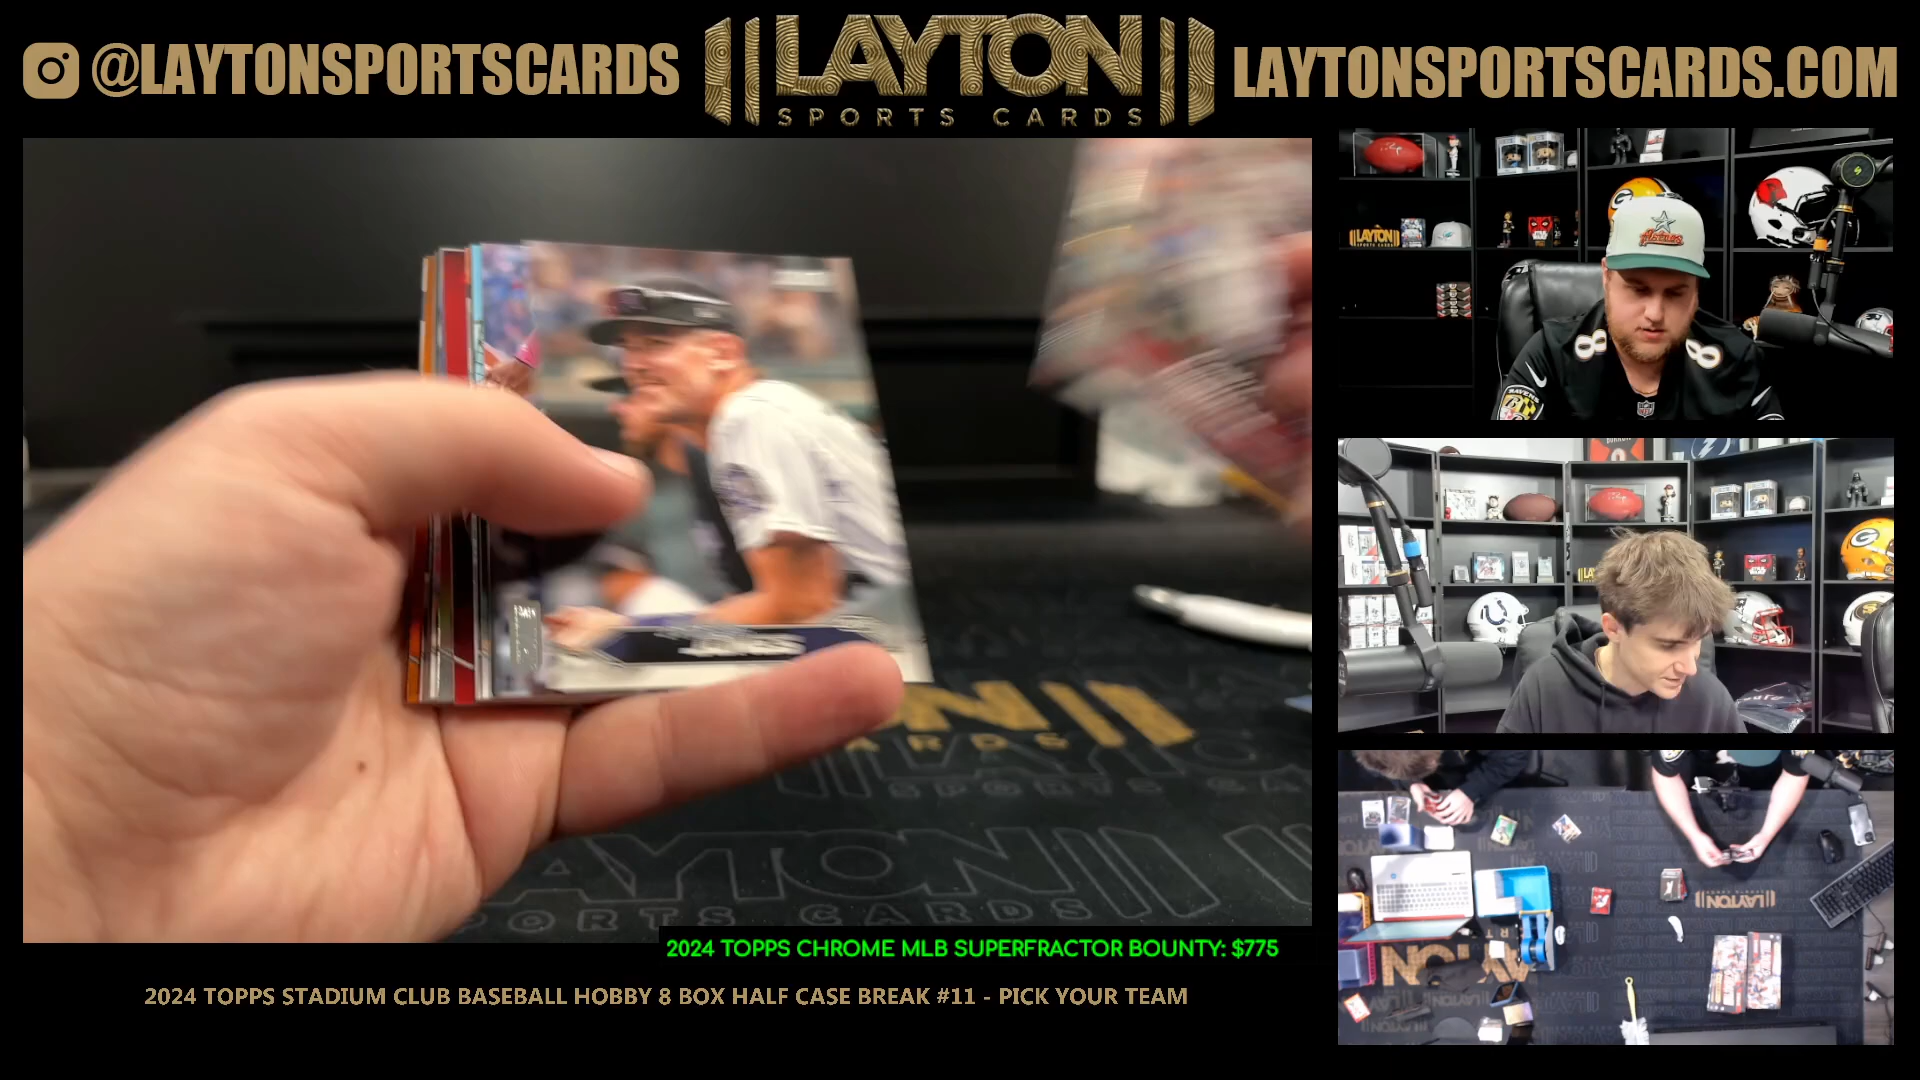 @LAYTONSPORTSCARDS
LAYTON
SPORTS CARDS
LAYTONSPORTSCARDS.COM
2024 TOPPS CHROME MLB SUPERFRACTOR BOUNTY: $775
2024 TOPPS STADIUM CLUB BASEBALL HOBBY 8 BOX HALF CASE BREAK #11 - PICK YOUR TEAM